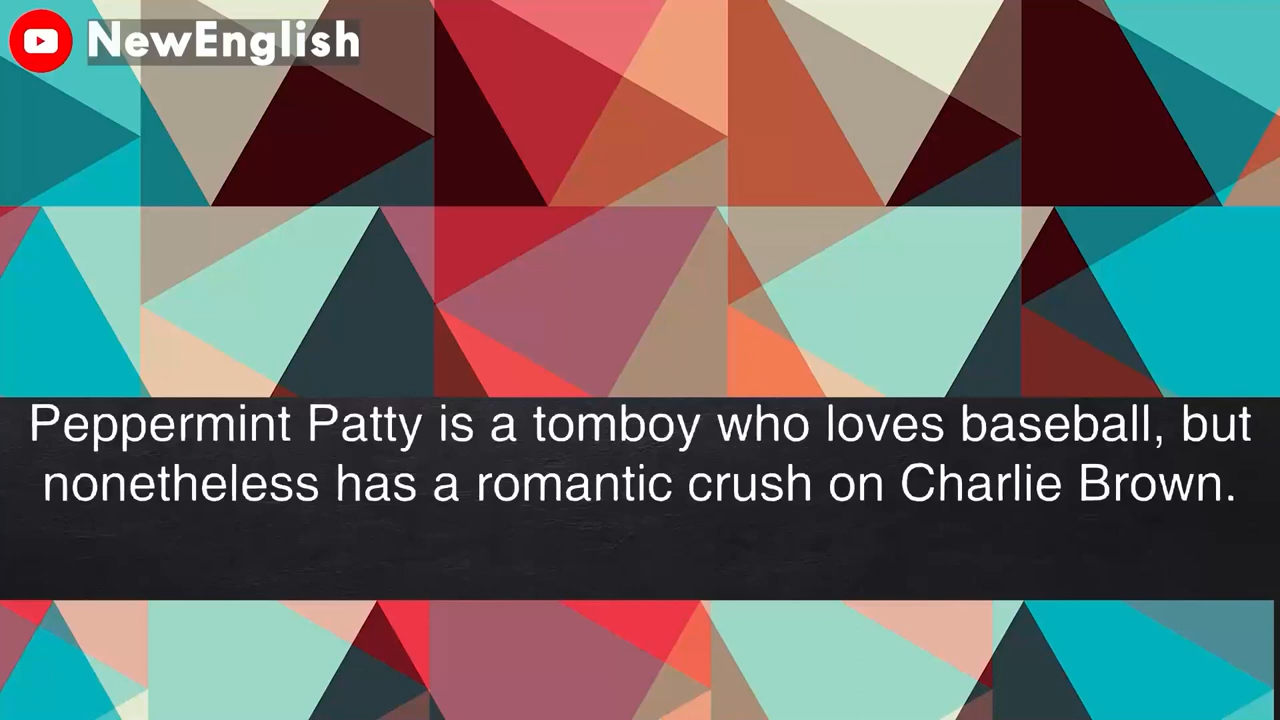 NewEnglish
Peppermint Patty is a tomboy who loves baseball, but
nonetheless has a romantic crush on Charlie Brown.